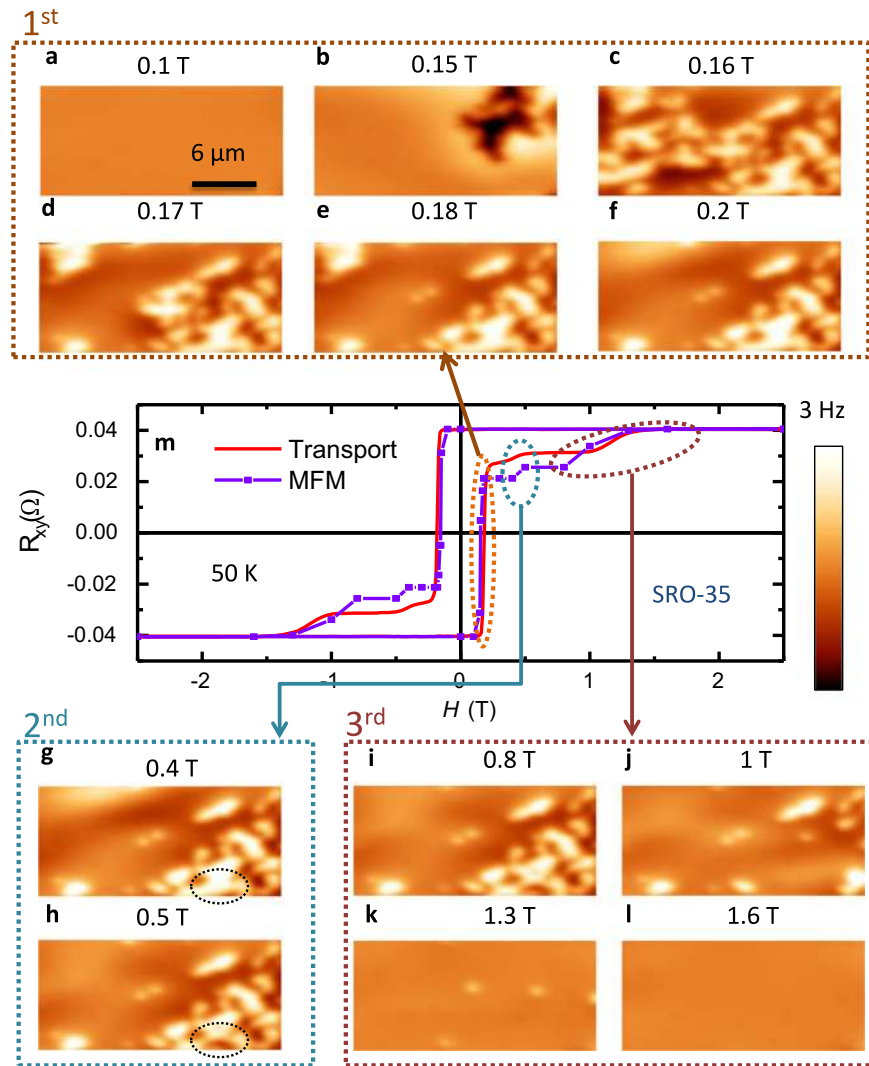 1st
a 0.1 T b 0.15 T c 0.16 T
6 μm
d 0.17 T e 0.18 T f 0.2 T
3 Hz
0.04 m Transport
MFM
0.02
Rxy(Ω)
0.00
50 K SRO-35
-0.02
-0.04
-2 -1 0 1 2
H (T)
2nd 3rd
g 0.4 T i 0.8 T j 1 T
h 0.5 T k 1.3 T l 1.6 T